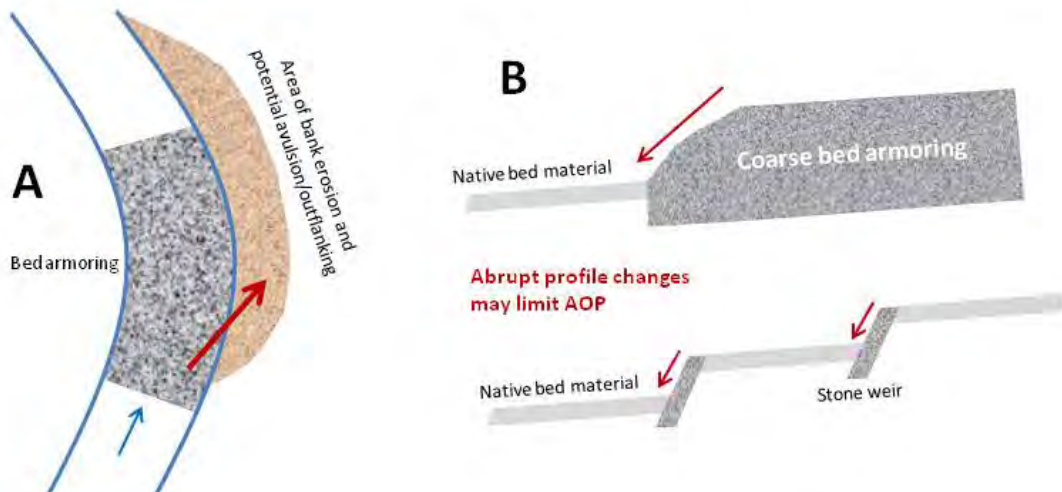 A
Bed armoring
Area of bank erosion and
potential avulsion/outflanking
B
Native bed material
Coarse bed armoring
Abrupt profile changes
may limit AOP
Native bed material
Stone weir